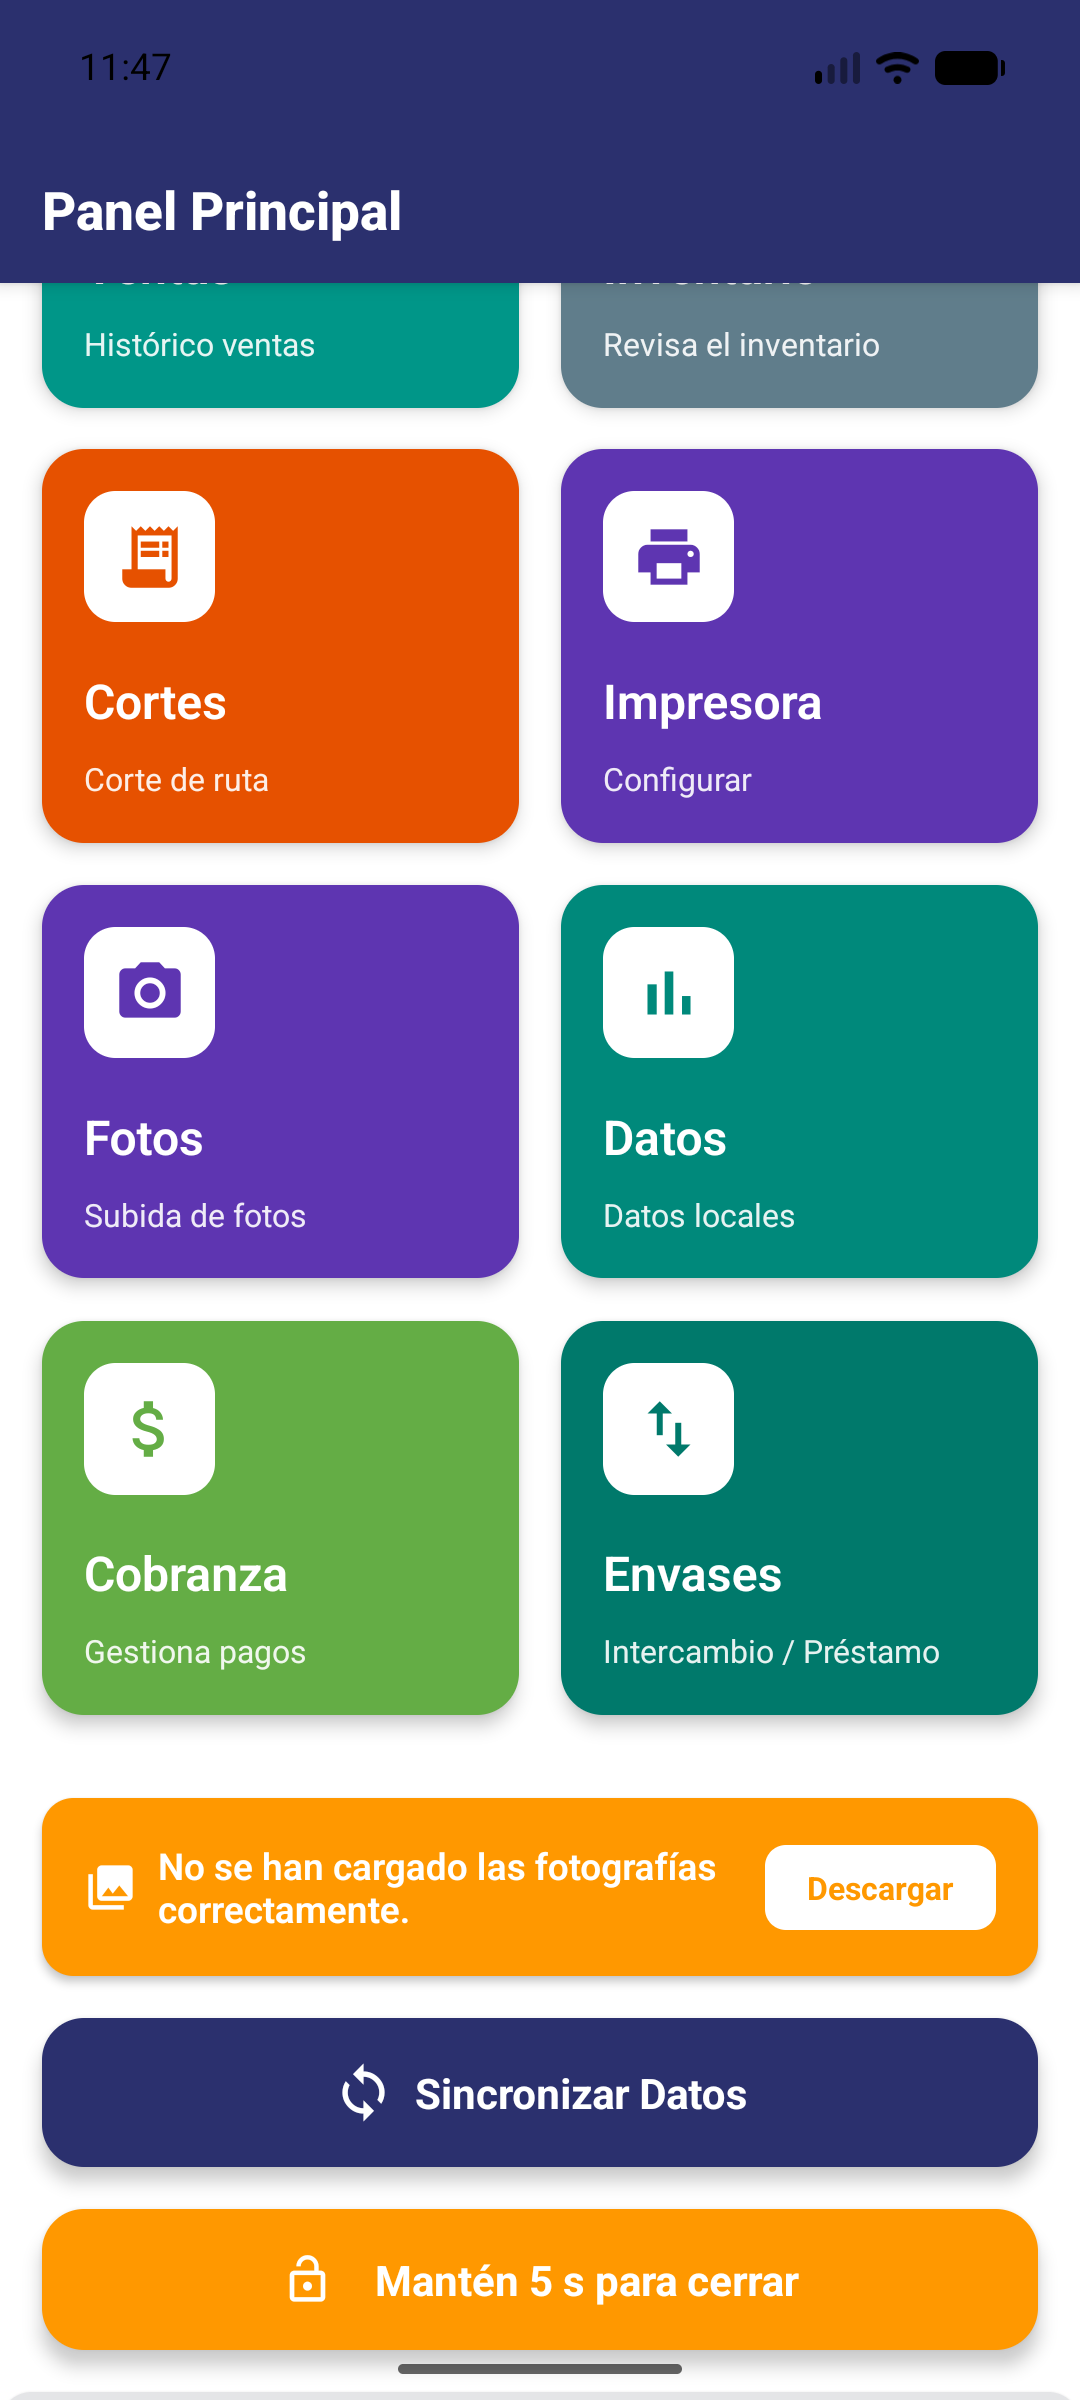 11:47
Panel Principal
Histórico ventas
Revisa el inventario
Cortes
Corte de ruta
Impresora
Configurar
Fotos
Subida de fotos
Datos
Datos locales
Cobranza
Gestiona pagos
Envases
Intercambio / Préstamo
No se han cargado las fotografías
correctamente.
Descargar
Sincronizar Datos
Mantén 5 s para cerrar